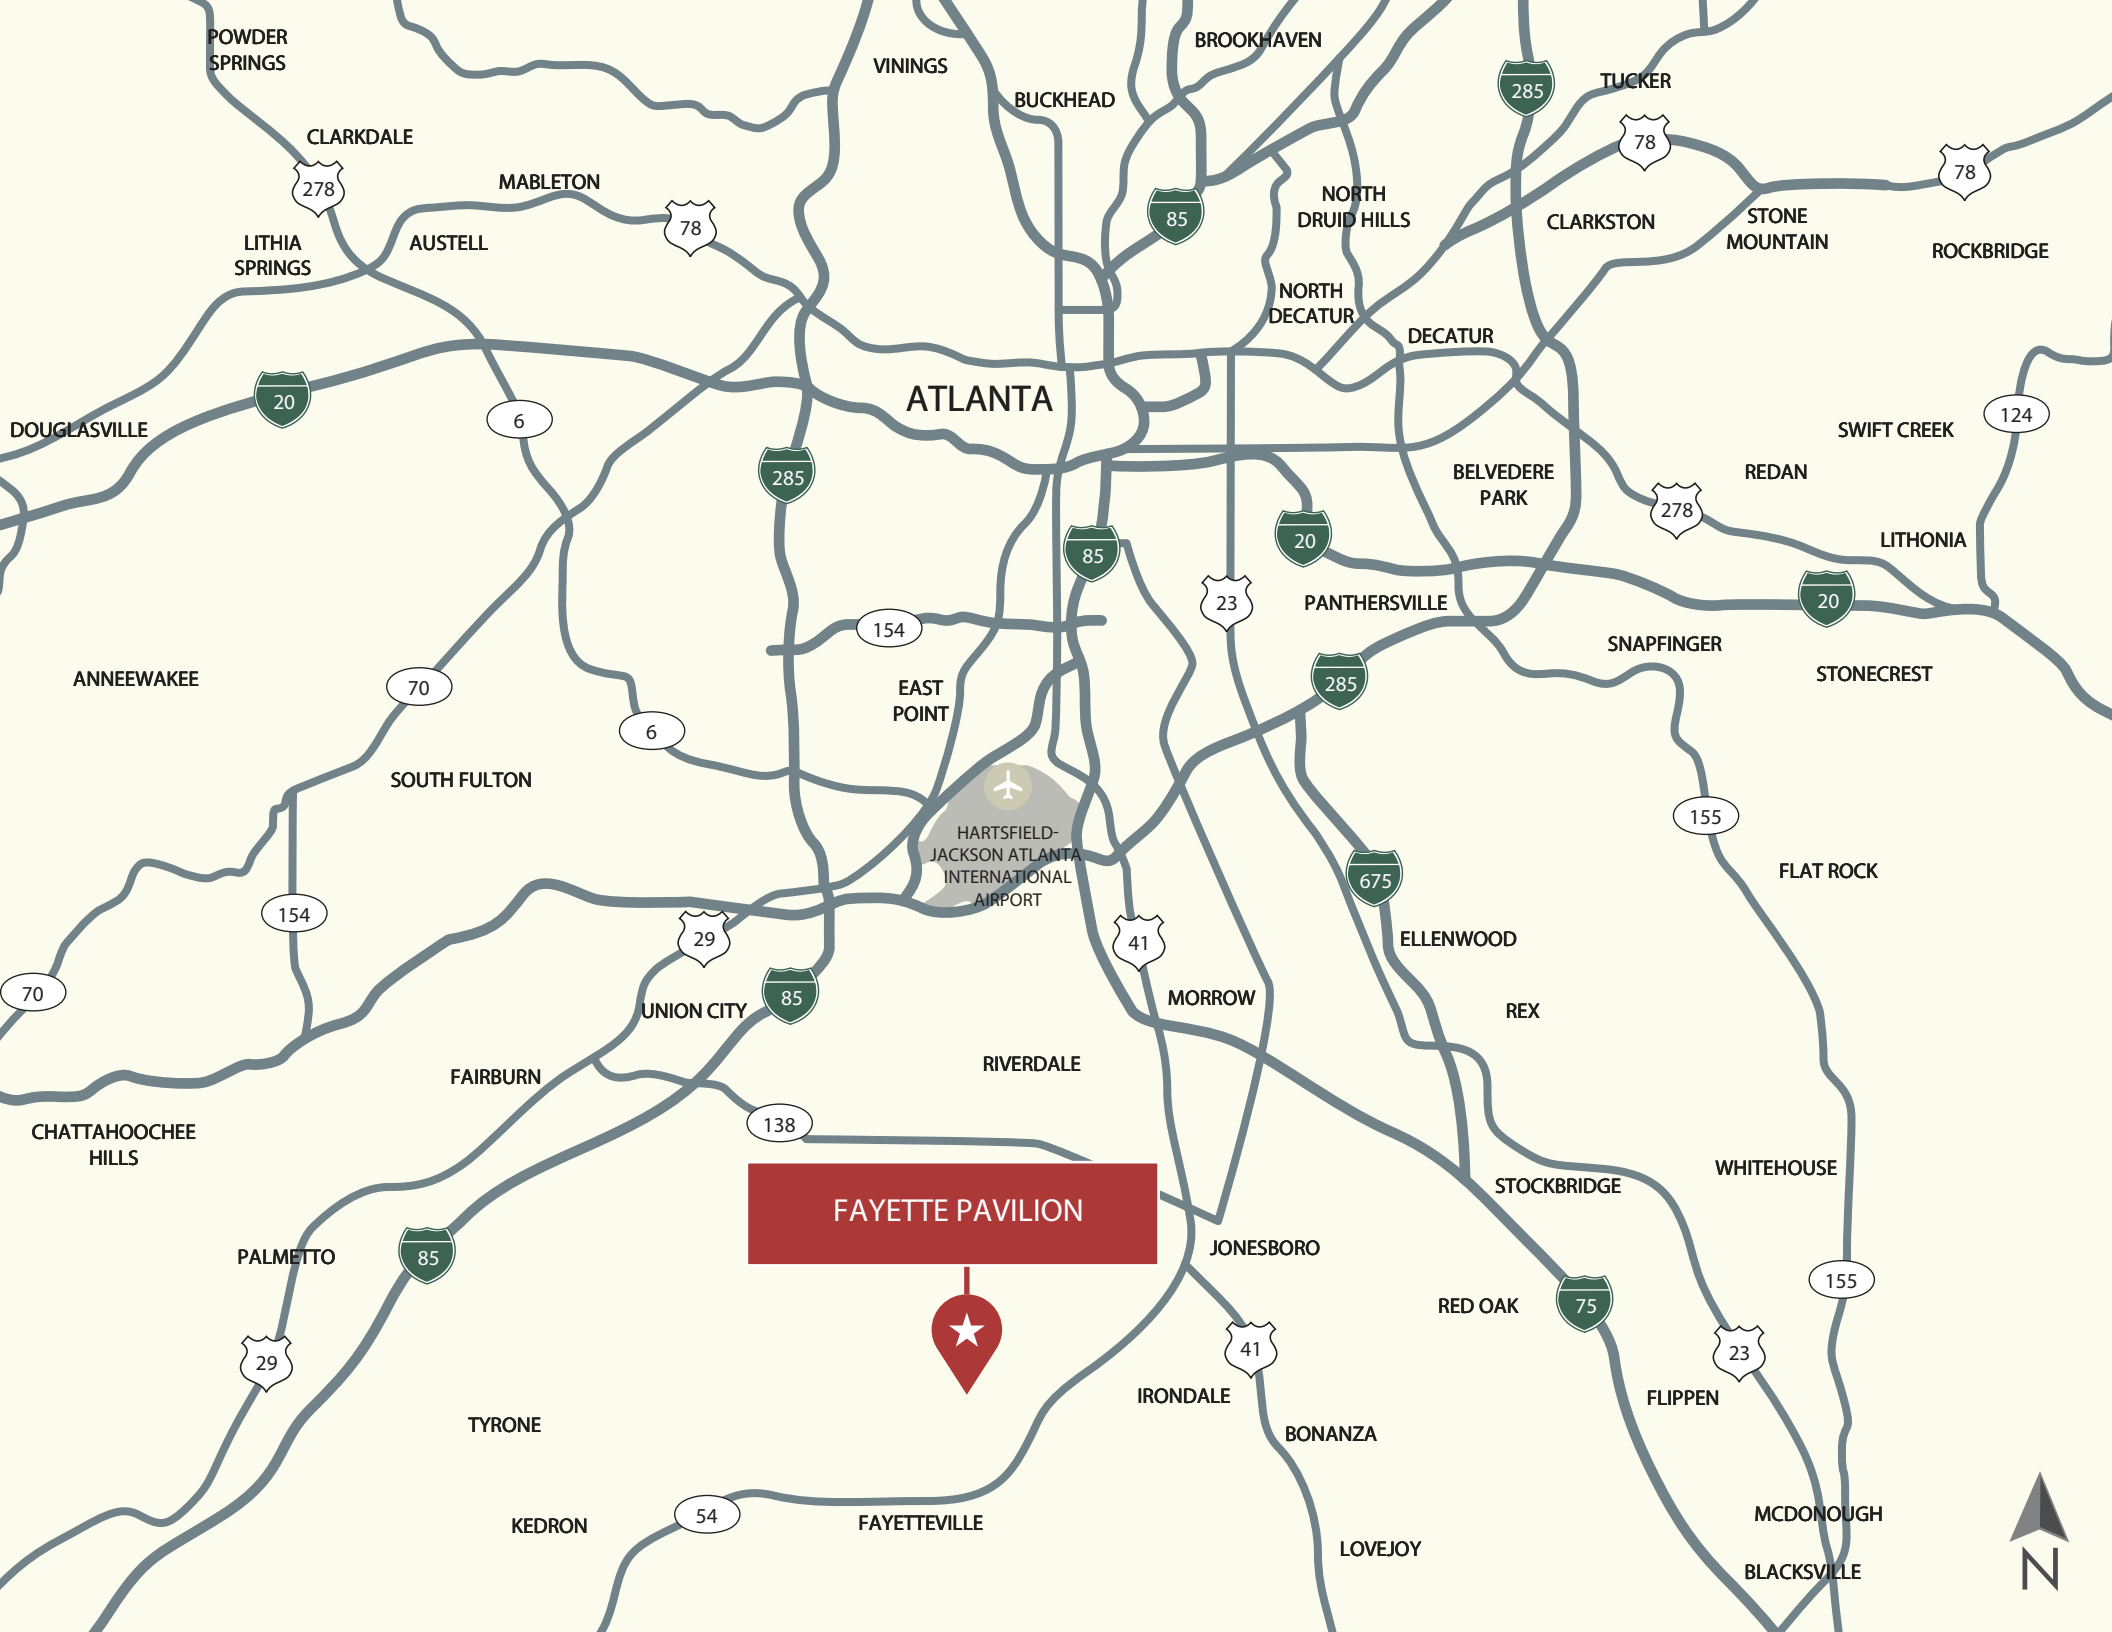 POWDER
SPRINGS
VININGS
BROOKHAVEN
BUCKHEAD
285
TUCKER
CLARKDALE
78
78
278
MABLETON
78
85
NORTH
DRUID HILLS
CLARKSTON
STONE
MOUNTAIN
ROCKBRIDGE
LITHIA
SPRINGS
AUSTELL
NORTH
DECATUR
DECATUR
20
6
ATLANTA
124
DOUGLASVILLE
SWIFT CREEK
285
BELVEDERE
PARK
REDAN
278
85
20
LITHONIA
23
PANTHERSVILLE
20
154
SNAPFINGER
ANNEEWAKEE
70
EAST
POINT
285
STONECREST
6
SOUTH FULTON
155
HARTSFIELD-
JACKSON ATLANTA
INTERNATIONAL
AIRPORT
675
FLAT ROCK
154
29
41
ELLENWOOD
70
85
UNION CITY
MORROW
REX
FAIRBURN
RIVERDALE
138
CHATTAHOOCHEE
HILLS
WHITEHOUSE
STOCKBRIDGE
FAYETTE PAVILION
PALMETTO
85
JONESBORO
155
RED OAK
75
29
41
23
IRONDALE
FLIPPEN
TYRONE
BONANZA
54
KEDRON
FAYETTEVILLE
MCDONOUGH
LOVEJOY
BLACKSVILLE
N